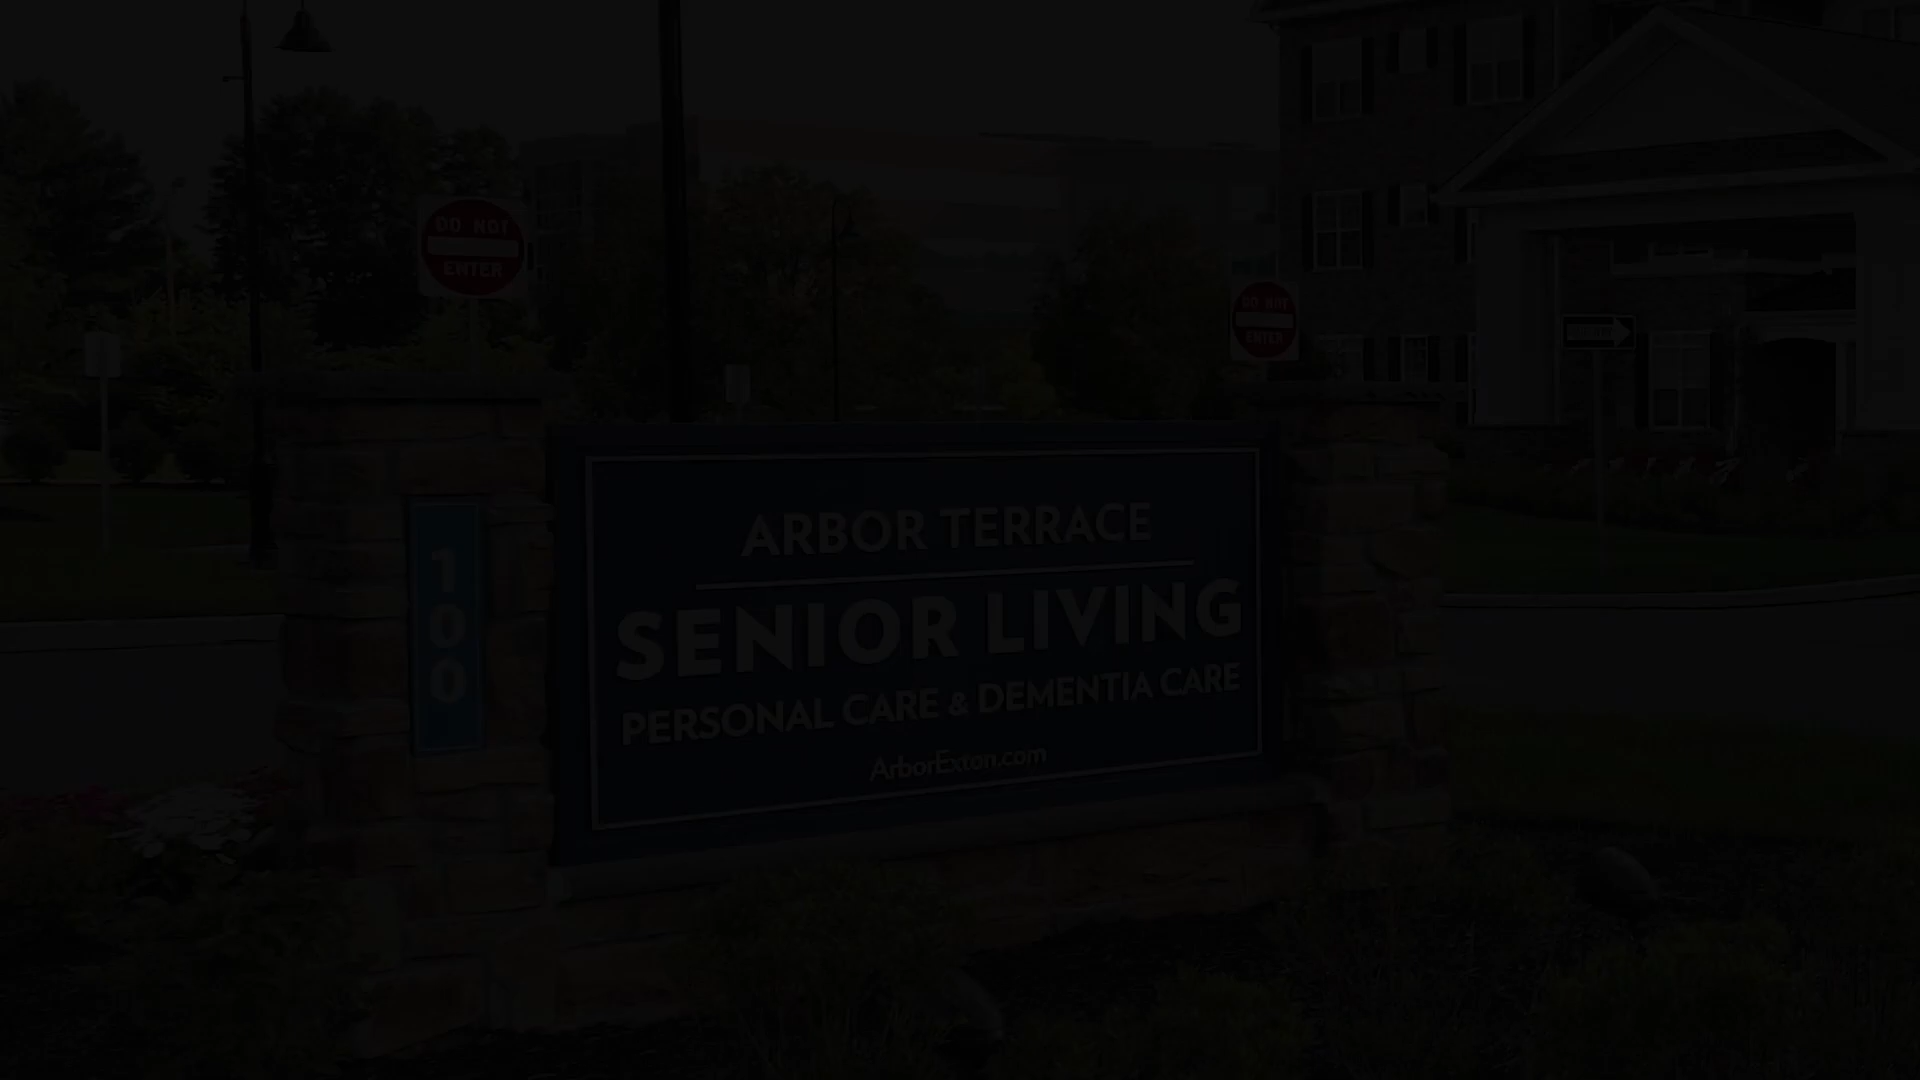 DO NOT
ENTER
DO NOT
ENTER
100
ARBOR TERRACE
SENIOR LIVING
PERSONAL CARE & DEMENTIA CARE
ArborExton.com